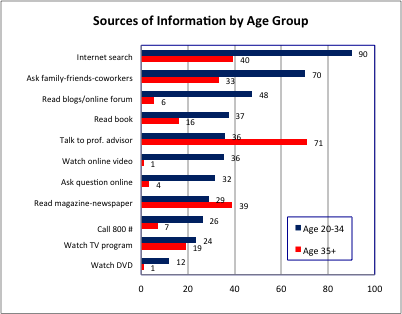 Sources of Information by Age Group
Internet search 90
40
Ask family-friends-coworkers 70
33
Read blogs/online forum 48
6
Read book 37
16
Talk to prof. advisor 36
71
Watch online video 36
1
Ask question online 32
4
Read magazine-newspaper 29
39
Call 800 # 26
7
Watch TV program 24
19
Watch DVD 12
1
Age 20-34
Age 35+
0 20 40 60 80 100